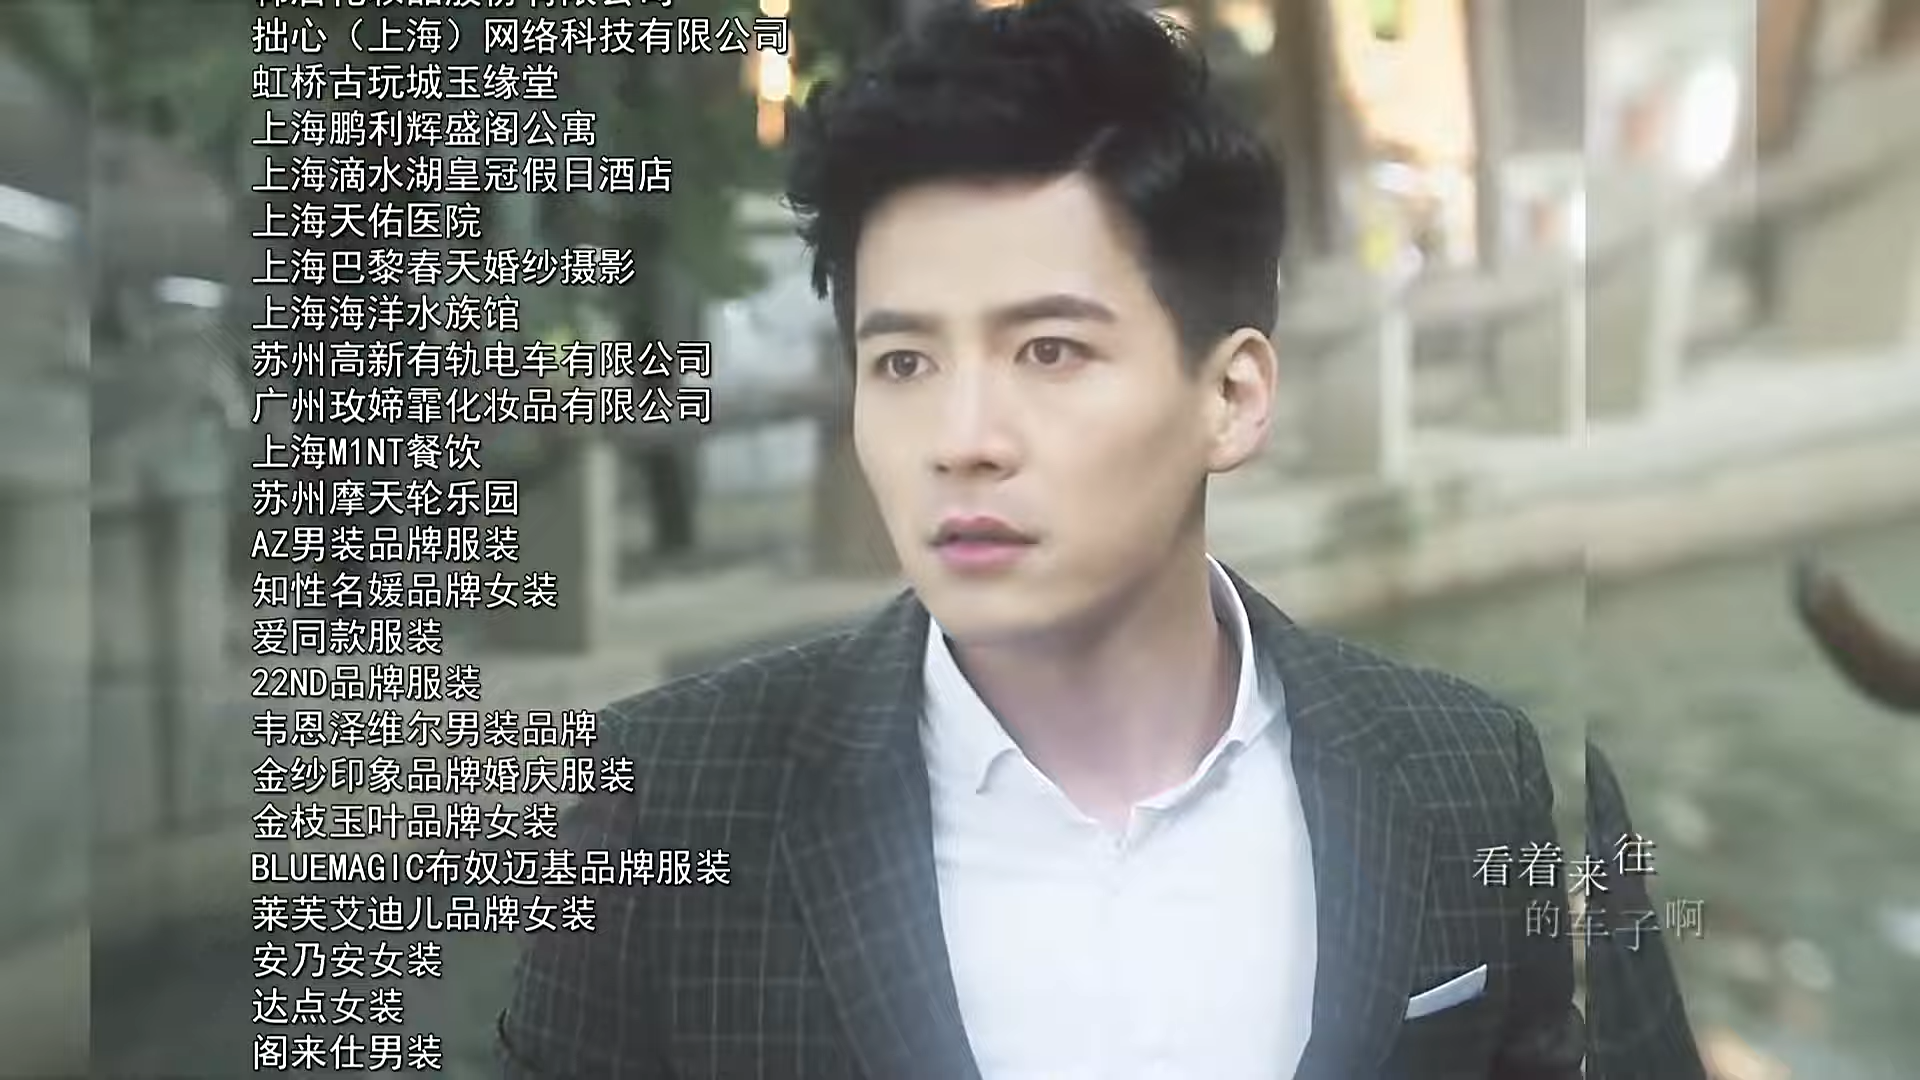 拙心（上海）网络科技有限公司
虹桥古玩城玉缘堂
上海鹏利辉盛阁公寓
上海滴水湖皇冠假日酒店
上海天佑医院
上海巴黎春天婚纱摄影
上海海洋水族馆
苏州高新有轨电车有限公司
广州玫媂霏化妆品有限公司
上海M1NT餐饮
苏州摩天轮乐园
AZ男装品牌服装
知性名媛品牌女装
爱同款服装
22ND品牌服装
韦恩泽维尔男装品牌
金纱印象品牌婚庆服装
金枝玉叶品牌女装
BLUEMAGIC布奴迈基品牌服装
莱芙艾迪儿品牌女装
安乃安女装
达点女装
阁来仕男装
看着来往
的车子啊